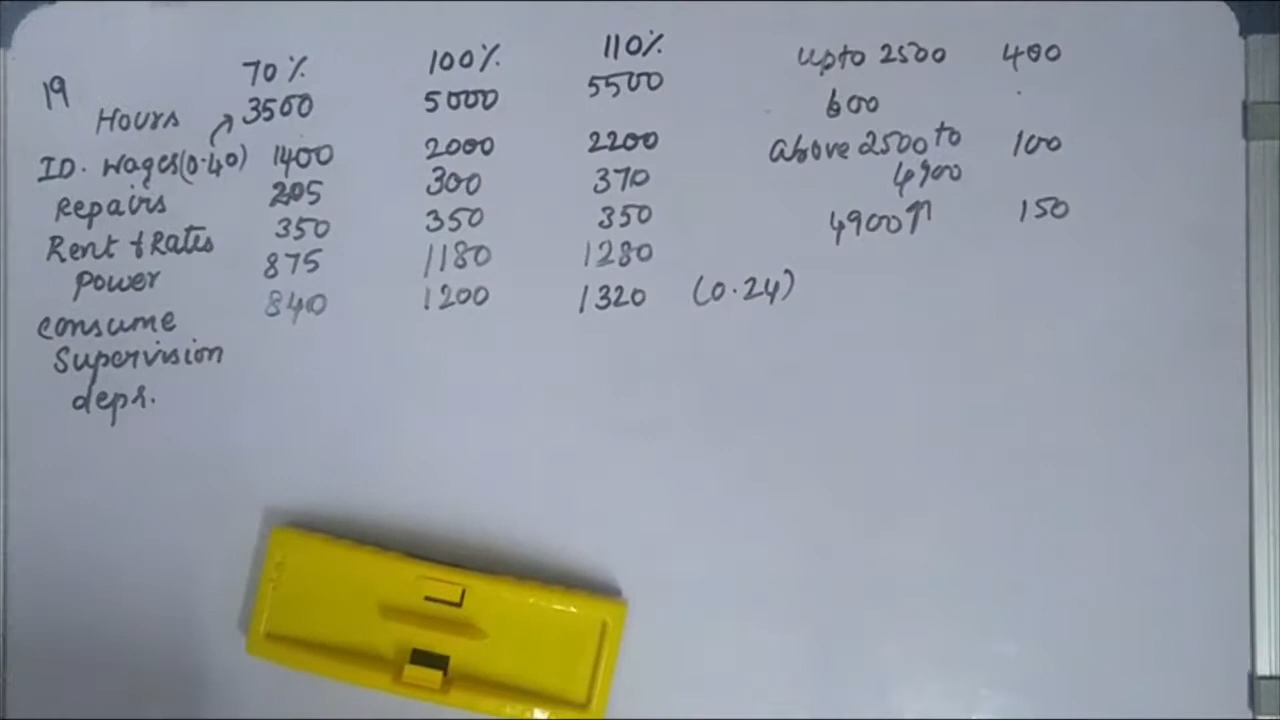 19 70% 100% 110%
Hours 3500 5000 5500
ID. wages(0.40) 1400 2000 2200
Repairs 205 300 370
Rent & Rates 350 350 350
Power 875 1180 1280
consume 840 1200 1320 (0.24)
Supervision
depr.
upto 2500 400
600
above 2500 to 100
4900
4900↑ 150